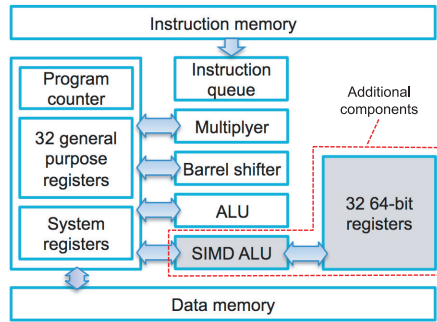 Instruction memory
Program
counter
32 general
purpose
registers
System
registers
Instruction
queue
Multiplyer
Barrel shifter
ALU
SIMD ALU
Additional
components
32 64-bit
registers
Data memory